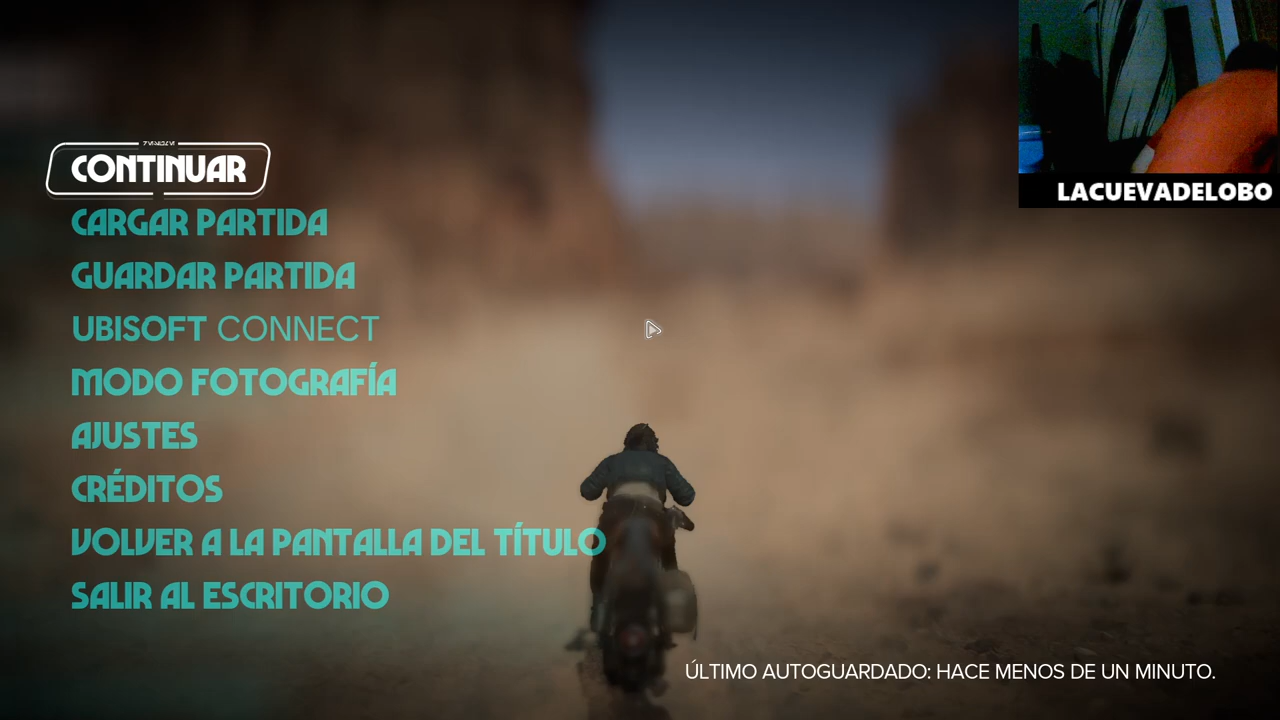 CONTINUAR
CARGAR PARTIDA
GUARDAR PARTIDA
UBISOFT CONNECT
MODO FOTOGRAFÍA
AJUSTES
CRÉDITOS
VOLVER A LA PANTALLA DEL TÍTULO
SALIR AL ESCRITORIO
LACUEVADELOBO
ÚLTIMO AUTOGUARDADO: HACE MENOS DE UN MINUTO.